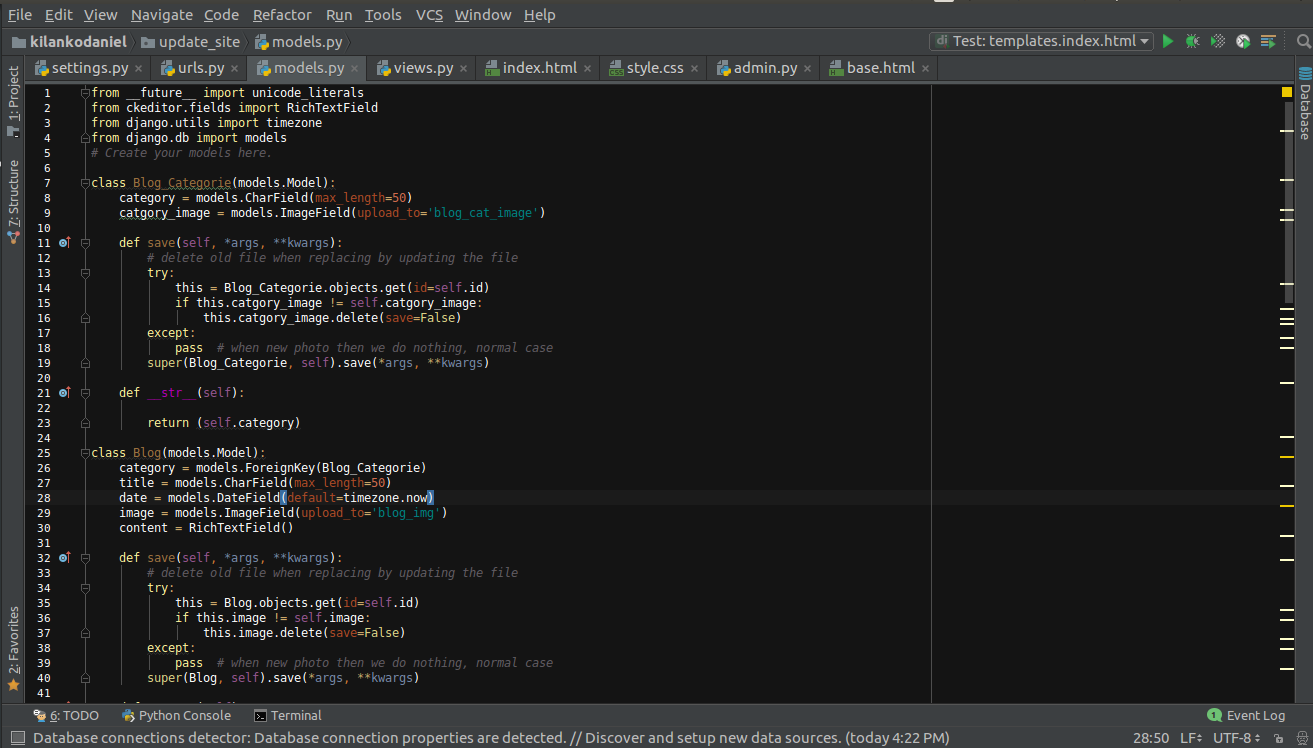 File Edit View Navigate Code Refactor Run Tools VCS Window Help
kilankodaniel update_site models.py Test: templates.index.html
settings.py urls.py models.py views.py index.html style.css admin.py base.html
1: Project
7: Structure
2: Favorites
Database
1 from __future__ import unicode_literals
2 from ckeditor.fields import RichTextField
3 from django.utils import timezone
4 from django.db import models
5 # Create your models here.
6
7 class Blog_Categorie(models.Model):
8 category = models.CharField(max_length=50)
9 catgory_image = models.ImageField(upload_to='blog_cat_image')
10
11 def save(self, *args, **kwargs):
12 # delete old file when replacing by updating the file
13 try:
14 this = Blog_Categorie.objects.get(id=self.id)
15 if this.catgory_image != self.catgory_image:
16 this.catgory_image.delete(save=False)
17 except:
18 pass # when new photo then we do nothing, normal case
19 super(Blog_Categorie, self).save(*args, **kwargs)
20
21 def __str__(self):
22
23 return (self.category)
24
25 class Blog(models.Model):
26 category = models.ForeignKey(Blog_Categorie)
27 title = models.CharField(max_length=50)
28 date = models.DateField(default=timezone.now)
29 image = models.ImageField(upload_to='blog_img')
30 content = RichTextField()
31
32 def save(self, *args, **kwargs):
33 # delete old file when replacing by updating the file
34 try:
35 this = Blog.objects.get(id=self.id)
36 if this.image != self.image:
37 this.image.delete(save=False)
38 except:
39 pass # when new photo then we do nothing, normal case
40 super(Blog, self).save(*args, **kwargs)
41
6: TODO Python Console Terminal 1 Event Log
Database connections detector: Database connection properties are detected. // Discover and setup new data sources. (today 4:22 PM) 28:50 LF UTF-8